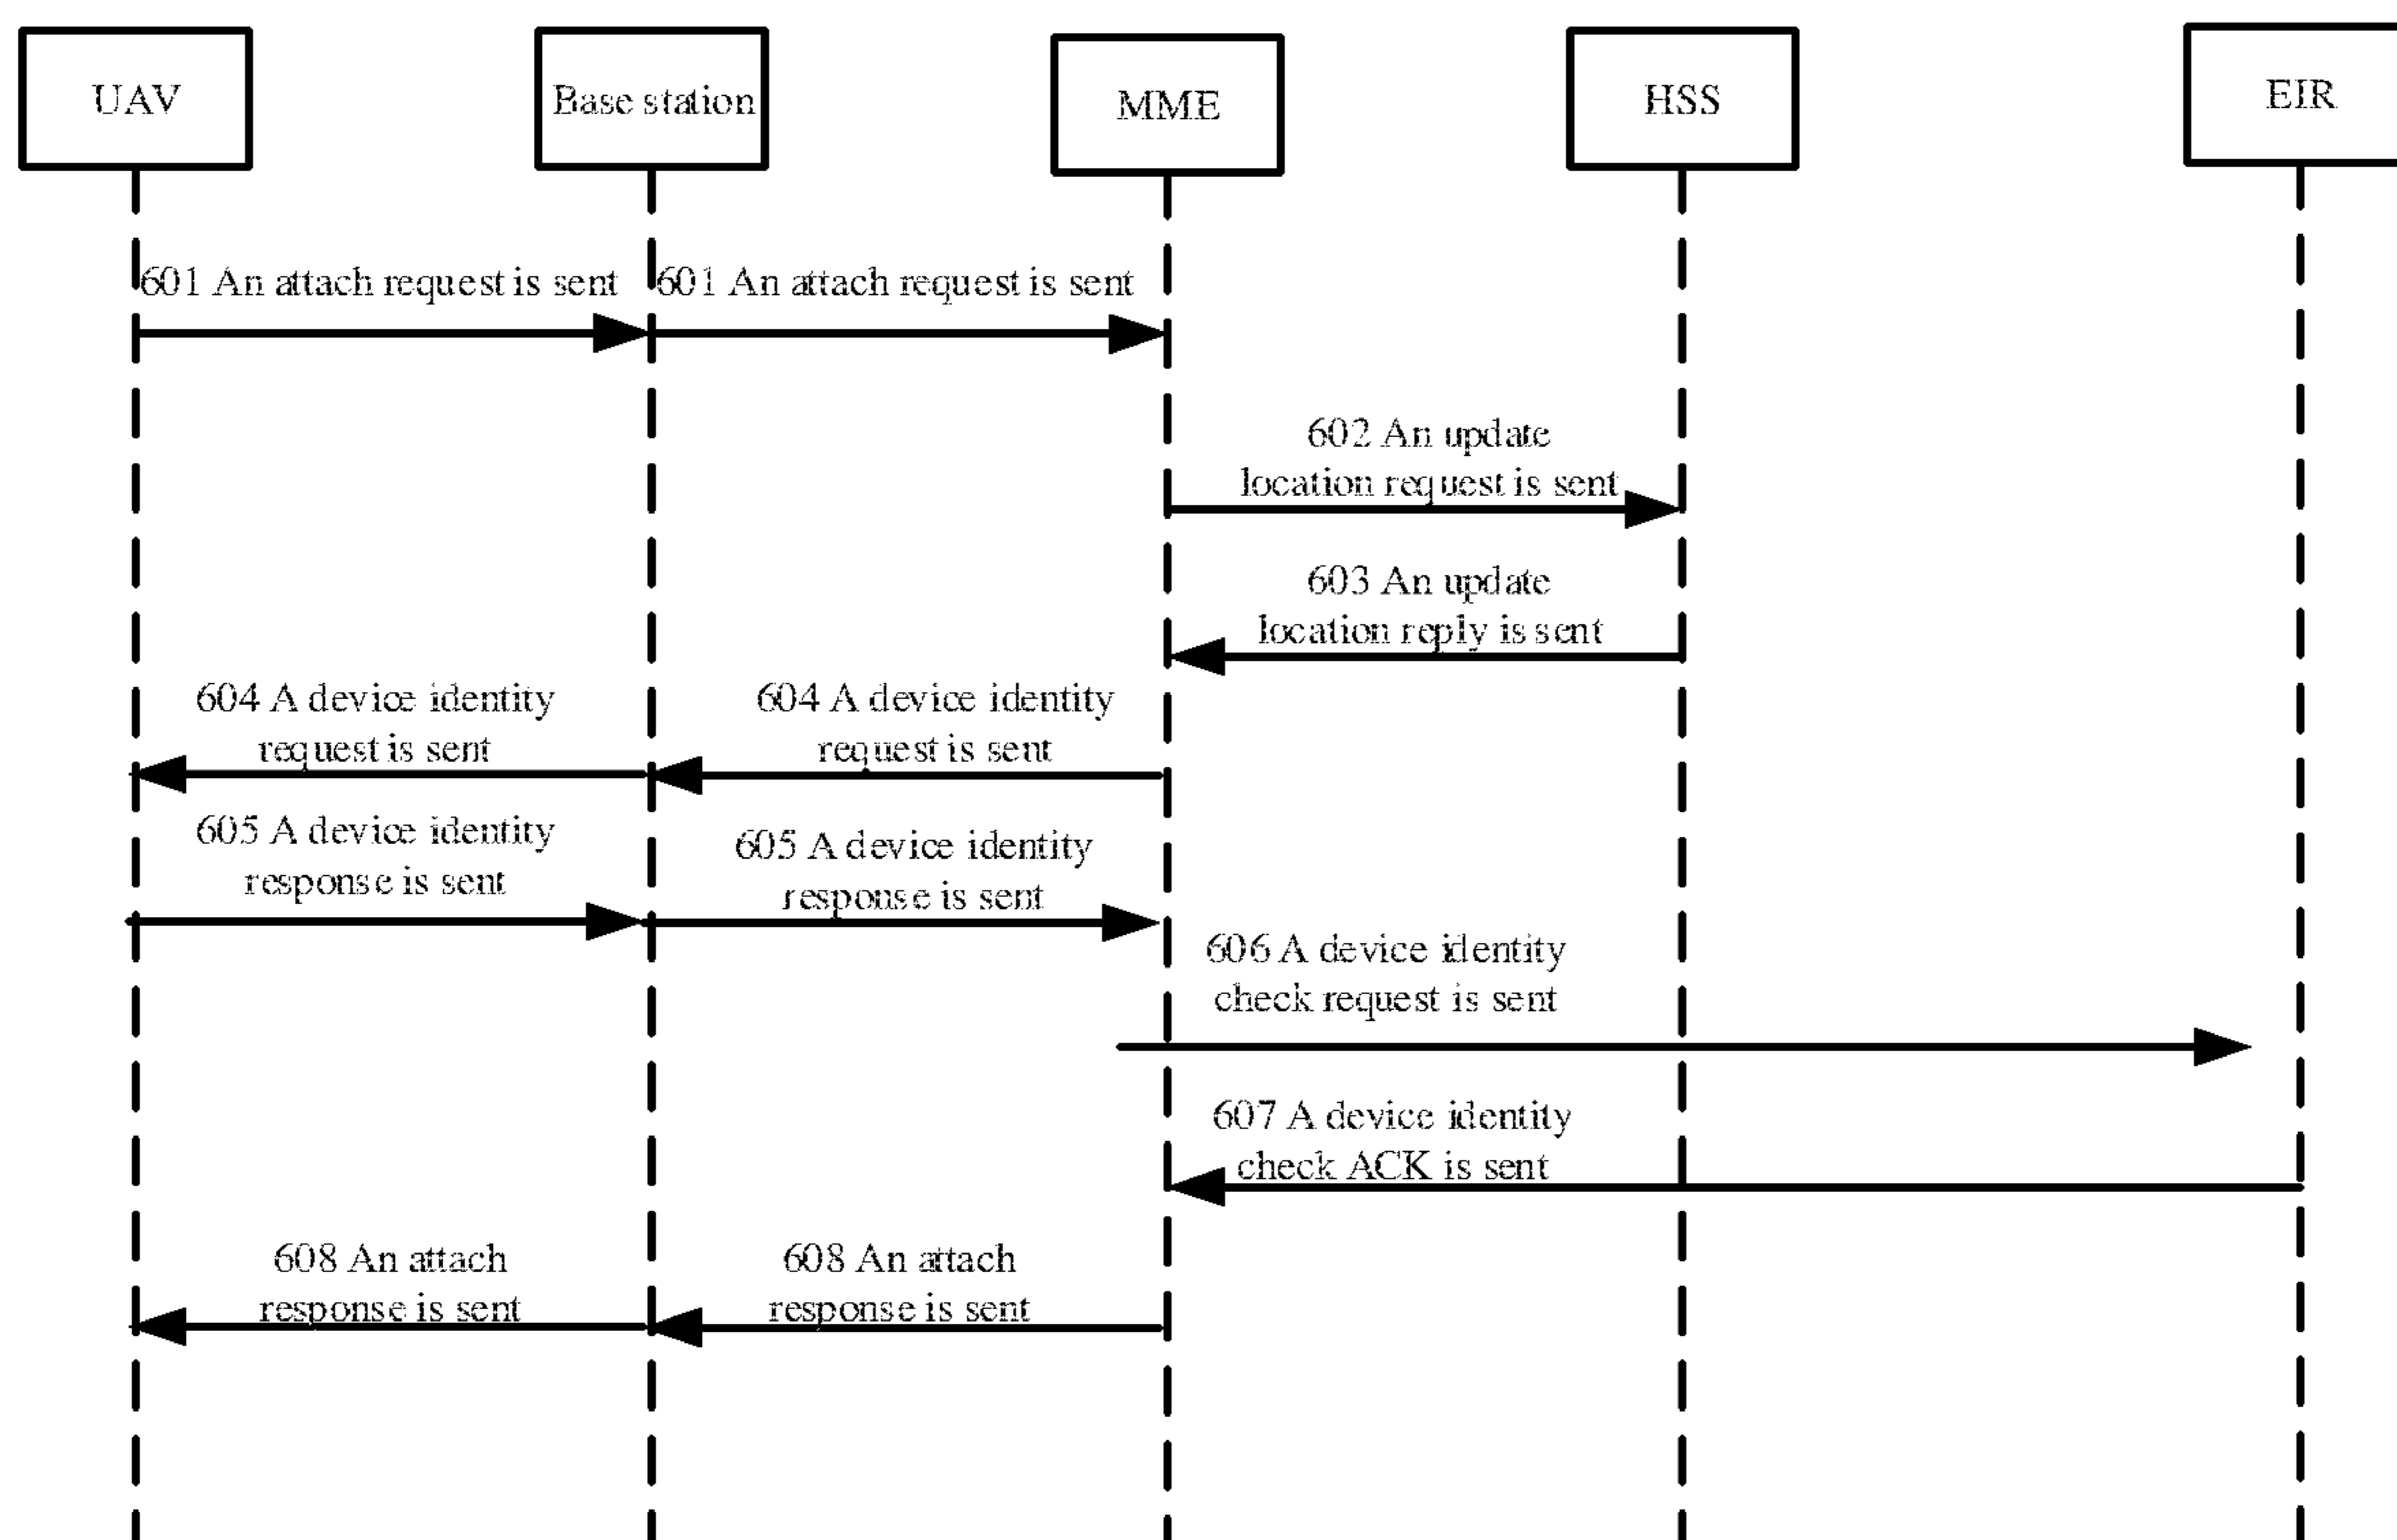 UAV
Base station
MME
HSS
EIR
601 An attach request is sent
601 An attach request is sent
602 An update
location request is sent
603 An update
location reply is sent
604 A device identity
request is sent
604 A device identity
request is sent
605 A device identity
response is sent
605 A device identity
response is sent
606 A device identity
check request is sent
607 A device identity
check ACK is sent
608 An attach
response is sent
608 An attach
response is sent